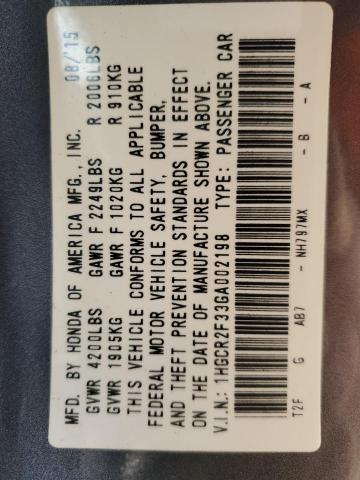 MFD. BY HONDA OF AMERICA MFG., INC. 08/'15
GVWR 4200LBS GAWR F 2249LBS R 2006LBS
GVWR 1905KG GAWR F 1020KG R 910KG
THIS VEHICLE CONFORMS TO ALL APPLICABLE
FEDERAL MOTOR VEHICLE SAFETY, BUMPER,
AND THEFT PREVENTION STANDARDS IN EFFECT
ON THE DATE OF MANUFACTURE SHOWN ABOVE.
V.I.N.: 1HGCR2F33GA002198 TYPE: PASSENGER CAR
T2F G AB7 - NH797MX - B - A